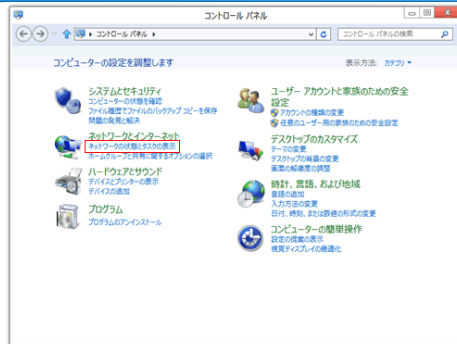 コントロール パネル
コントロール パネル
コントロール パネルの検索
コンピューターの設定を調整します
表示方法: カテゴリ
システムとセキュリティ
コンピューターの状態を確認
ファイル履歴でファイルのバックアップ コピーを保存
問題の発見と解決
ネットワークとインターネット
ネットワークの状態とタスクの表示
ホームグループと共有に関するオプションの選択
ハードウェアとサウンド
デバイスとプリンターの表示
デバイスの追加
プログラム
プログラムのアンインストール
ユーザー アカウントと家族のための安全
設定
アカウントの種類の変更
任意のユーザー用の家族のための安全設定
デスクトップのカスタマイズ
テーマの変更
デスクトップの背景の変更
画面の解像度の調整
時計、言語、および地域
言語の追加
入力方法の変更
日付、時刻、または数値の形式の変更
コンピューターの簡単操作
設定の提案の表示
視覚ディスプレイの最適化